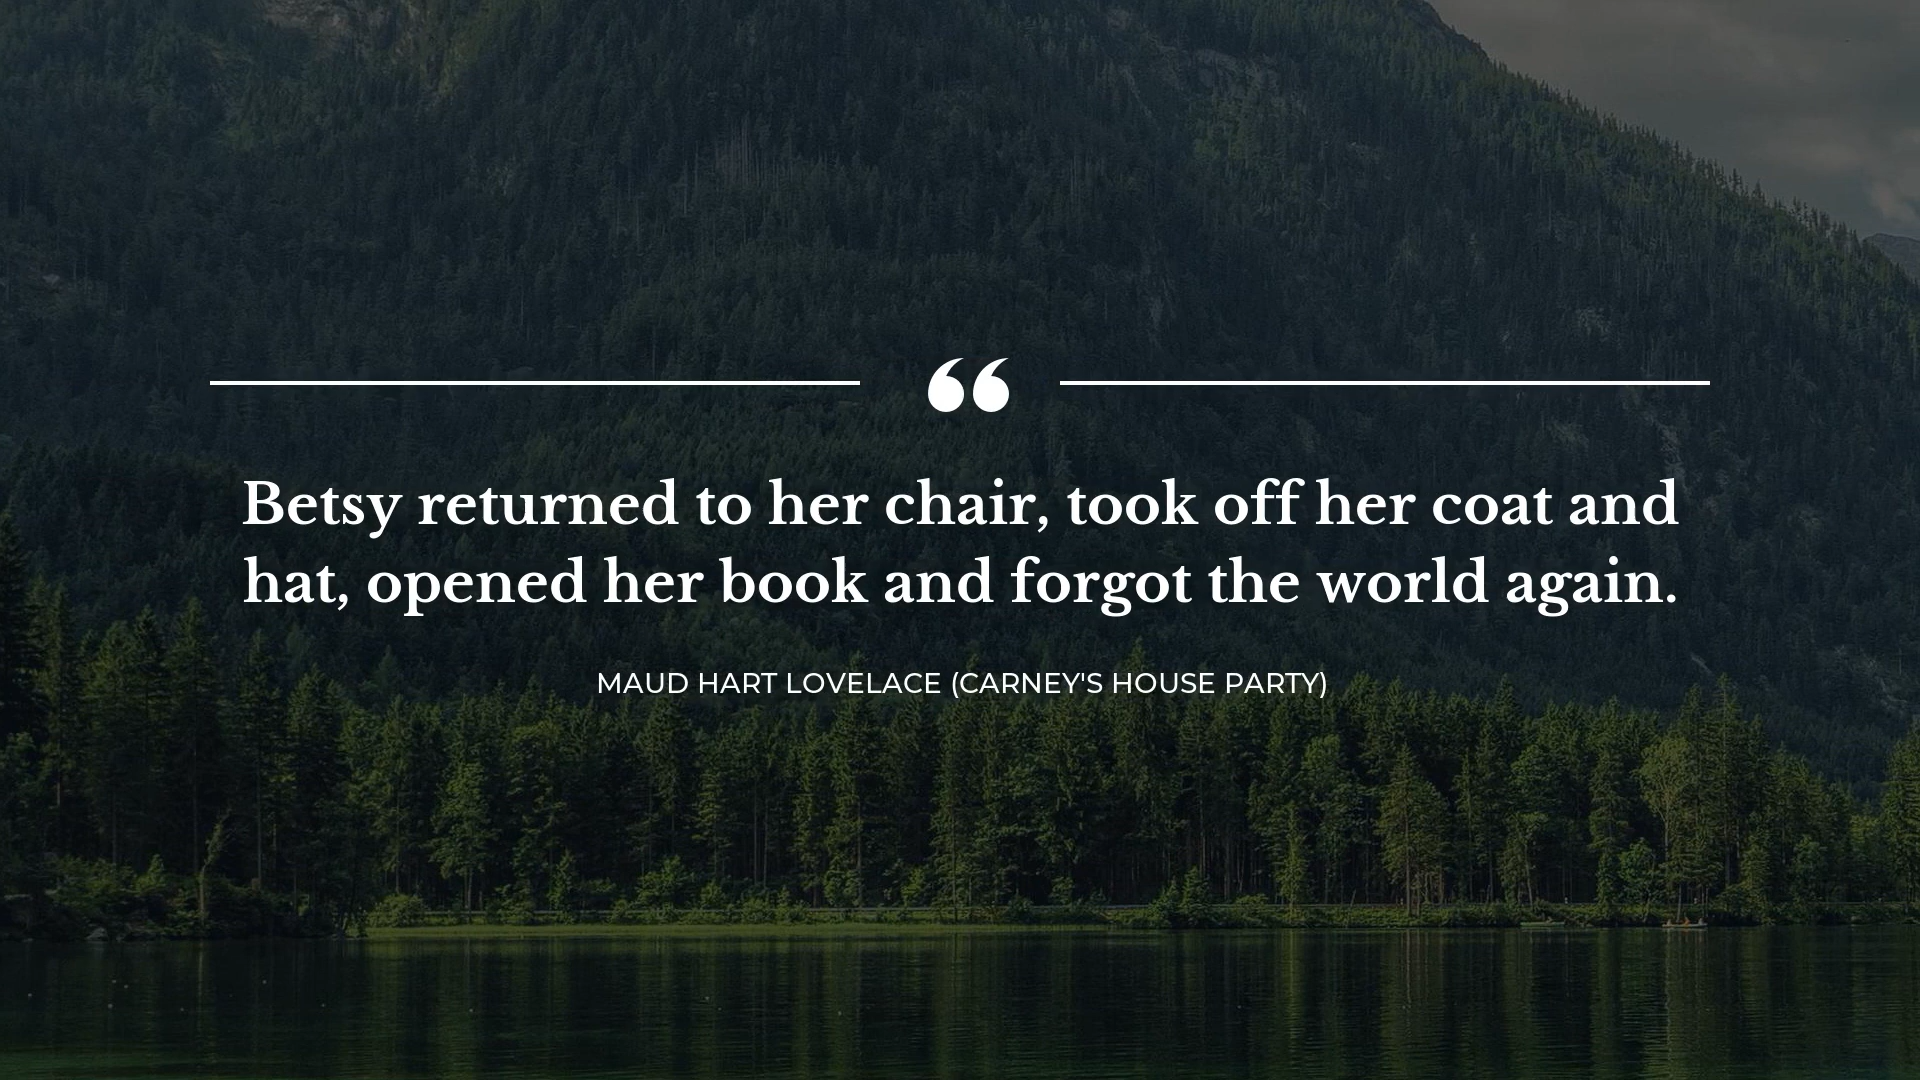 “
Betsy returned to her chair, took off her coat and
hat, opened her book and forgot the world again.
MAUD HART LOVELACE (CARNEY'S HOUSE PARTY)